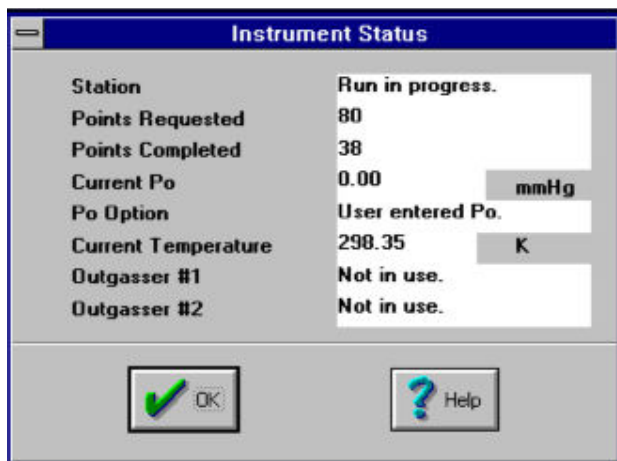 Instrument Status
Station Run in progress.
Points Requested 80
Points Completed 38
Current Po 0.00 mmHg
Po Option User entered Po.
Current Temperature 298.35 K
Outgasser #1 Not in use.
Outgasser #2 Not in use.
OK ? Help